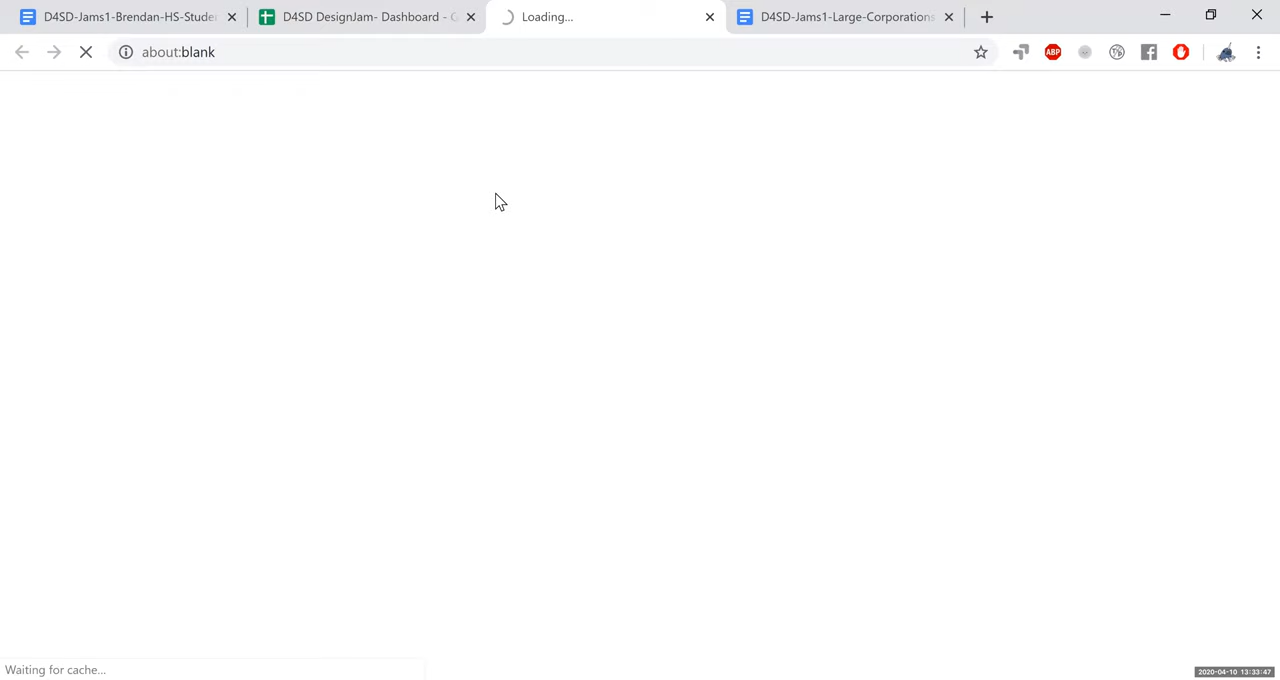 D4SD-Jams1-Brendan-HS-Studer
D4SD DesignJam- Dashboard - G
Loading...
D4SD-Jams1-Large-Corporations
about:blank
ABP
Waiting for cache...
2020-04-10 13:33:47